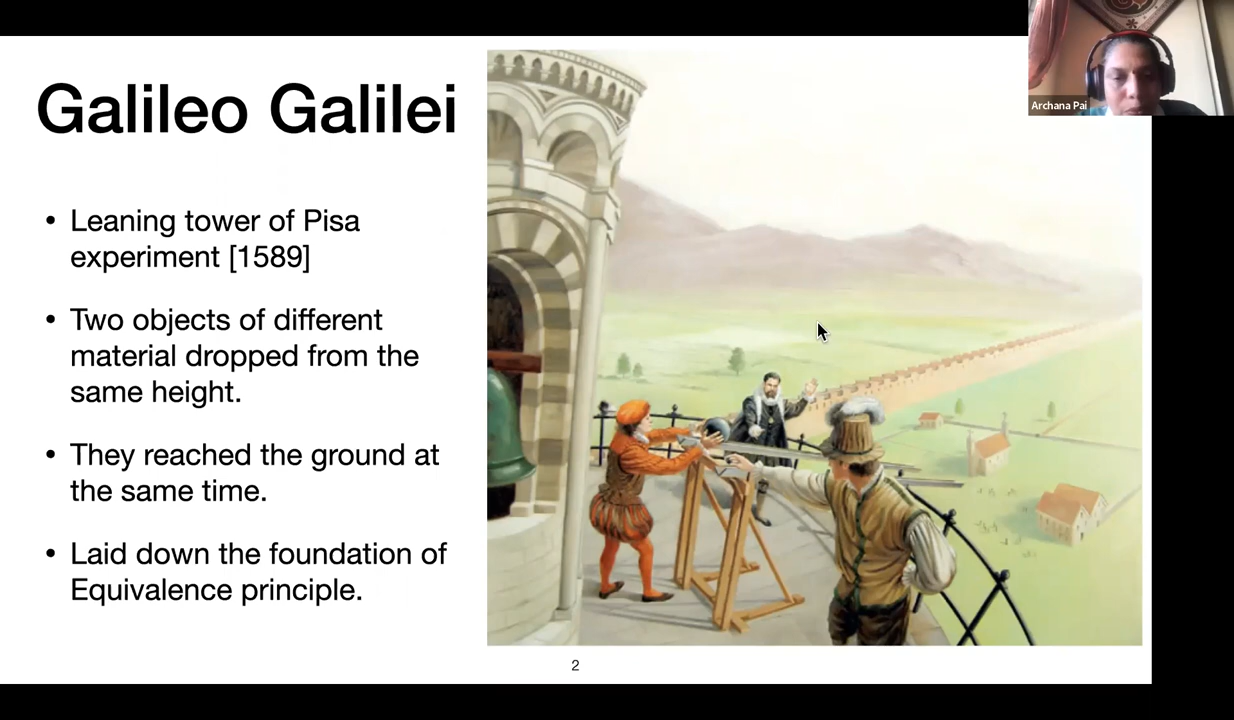 Galileo Galilei
Archana Pai
• Leaning tower of Pisa
experiment [1589]
• Two objects of different
material dropped from the
same height.
• They reached the ground at
the same time.
• Laid down the foundation of
Equivalence principle.
2